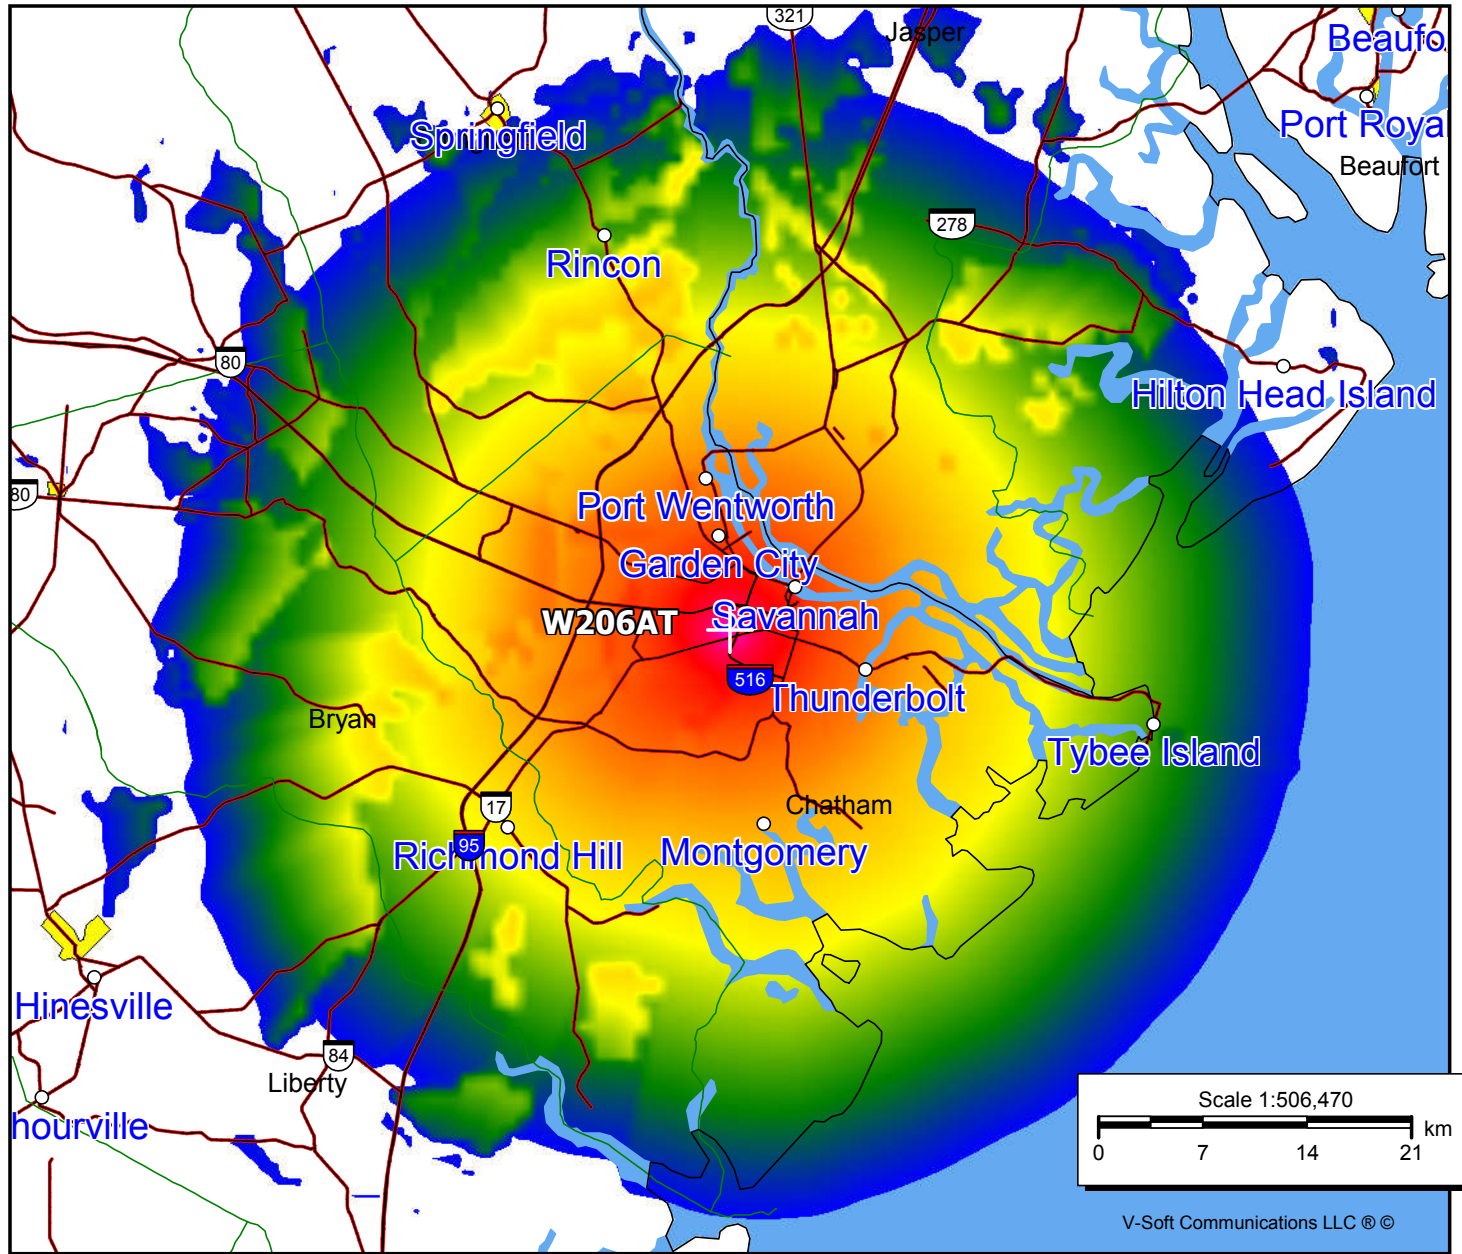 321
Jasper
Beaufo
Port Roya
Beaufort
Springfield
278
Rincon
80
Hilton Head Island
80
Port Wentworth
Garden City
W206AT
Savannah
516
Thunderbolt
Bryan
Tybee Island
17
Chatham
95
Richmond Hill
Montgomery
Hinesville
84
Liberty
hourville
Scale 1:506,470
km
0 7 14 21
V-Soft Communications LLC ® ©